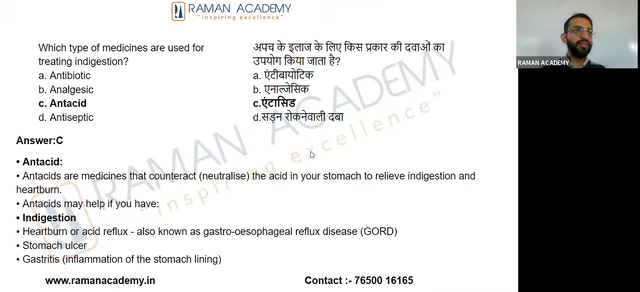 RAMAN ACADEMY
"inspiring excellence"
Which type of medicines are used for
treating indigestion?
a. Antibiotic
b. Analgesic
c. Antacid
d. Antiseptic
अपच के इलाज के लिए किस प्रकार की दवाओं का
उपयोग किया जाता है?
a. एंटीबायोटिक
b. एनाल्जेसिक
c.एंटासिड
d.सड़न रोकनेवाली दबा
Answer:C
• Antacid:
• Antacids are medicines that counteract (neutralise) the acid in your stomach to relieve indigestion and
heartburn.
• Antacids may help if you have:
• Indigestion
• Heartburn or acid reflux - also known as gastro-oesophageal reflux disease (GORD)
• Stomach ulcer
• Gastritis (inflammation of the stomach lining)
www.ramanacademy.in
Contact :- 76500 16165
RAMAN ACADEMY
"inspiring excellence"
RAMAN ACADEMY